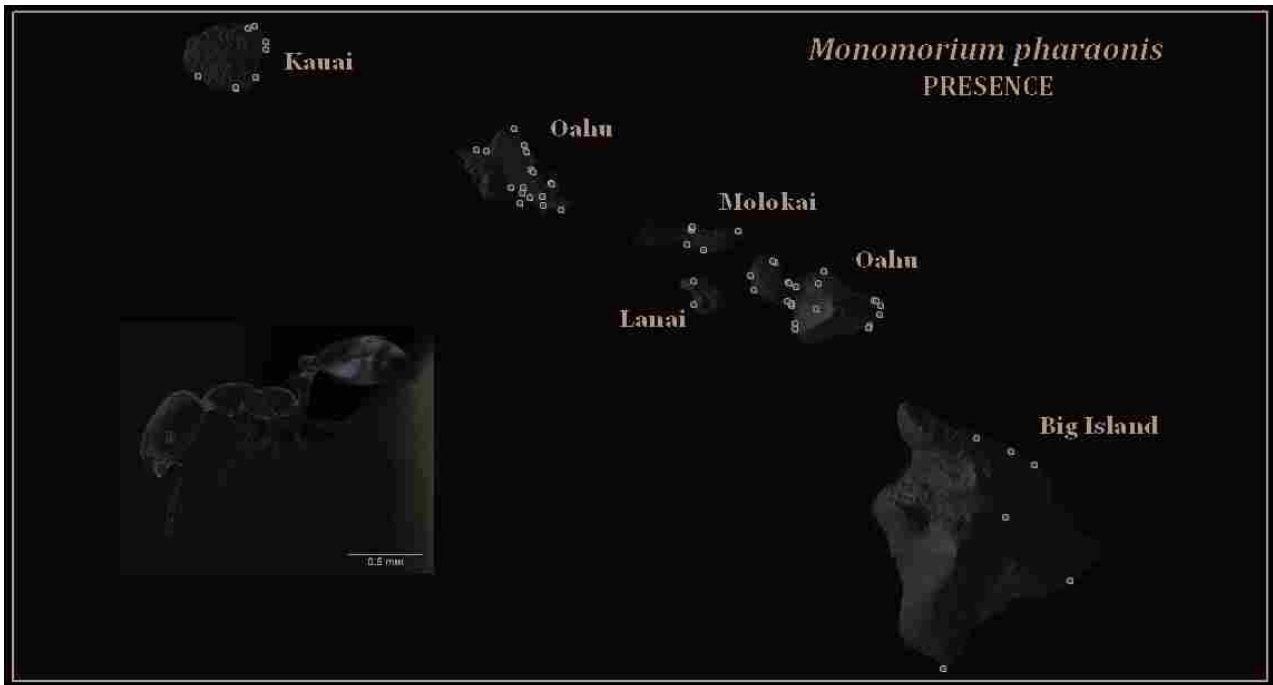 Monomorium pharaonis
PRESENCE
Kauai
Oahu
Molokai
Oahu
Lanai
Big Island
0.5 mm